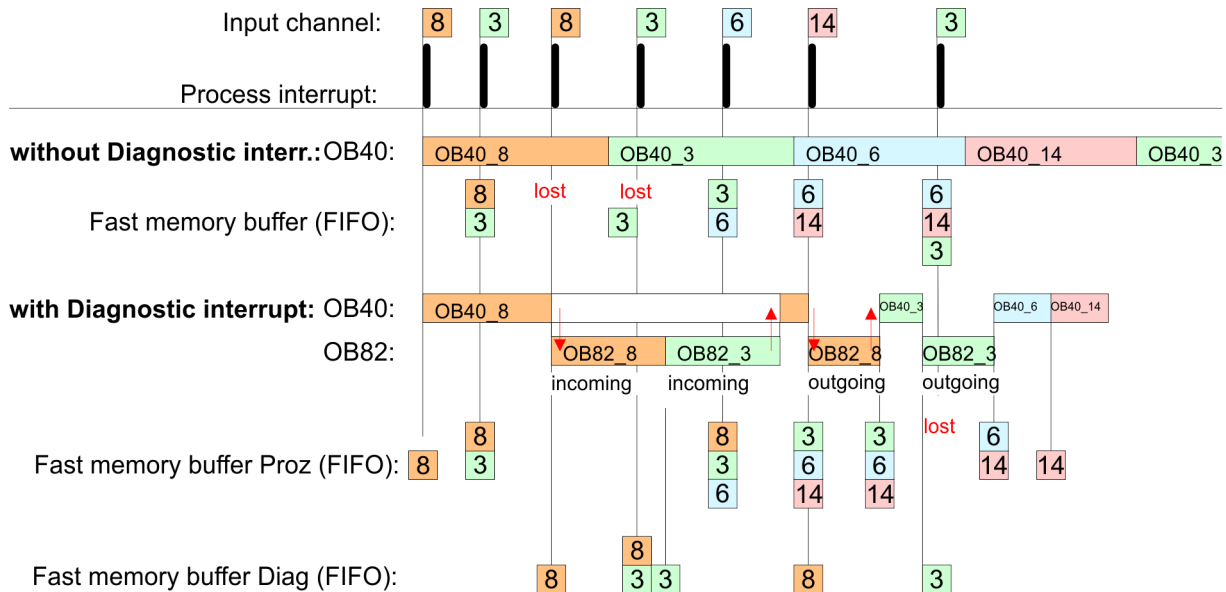 Input channel: 8 3 8 3 6 14 3
Process interrupt:
without Diagnostic interr.: OB40: OB40_8 OB40_3 OB40_6 OB40_14 OB40_3
8 lost lost 3 6 6
Fast memory buffer (FIFO): 3 3 6 14 14
3
with Diagnostic interrupt: OB40: OB40_8 OB40_3 OB40_6 OB40_14
OB82: OB82_8 OB82_3 OB82_8 OB82_3
incoming incoming outgoing outgoing
8 8 3 3 lost 6
Fast memory buffer Proz (FIFO): 8 3 3 6 6 14 14
6 14 14
8
Fast memory buffer Diag (FIFO): 8 3 3 8 3